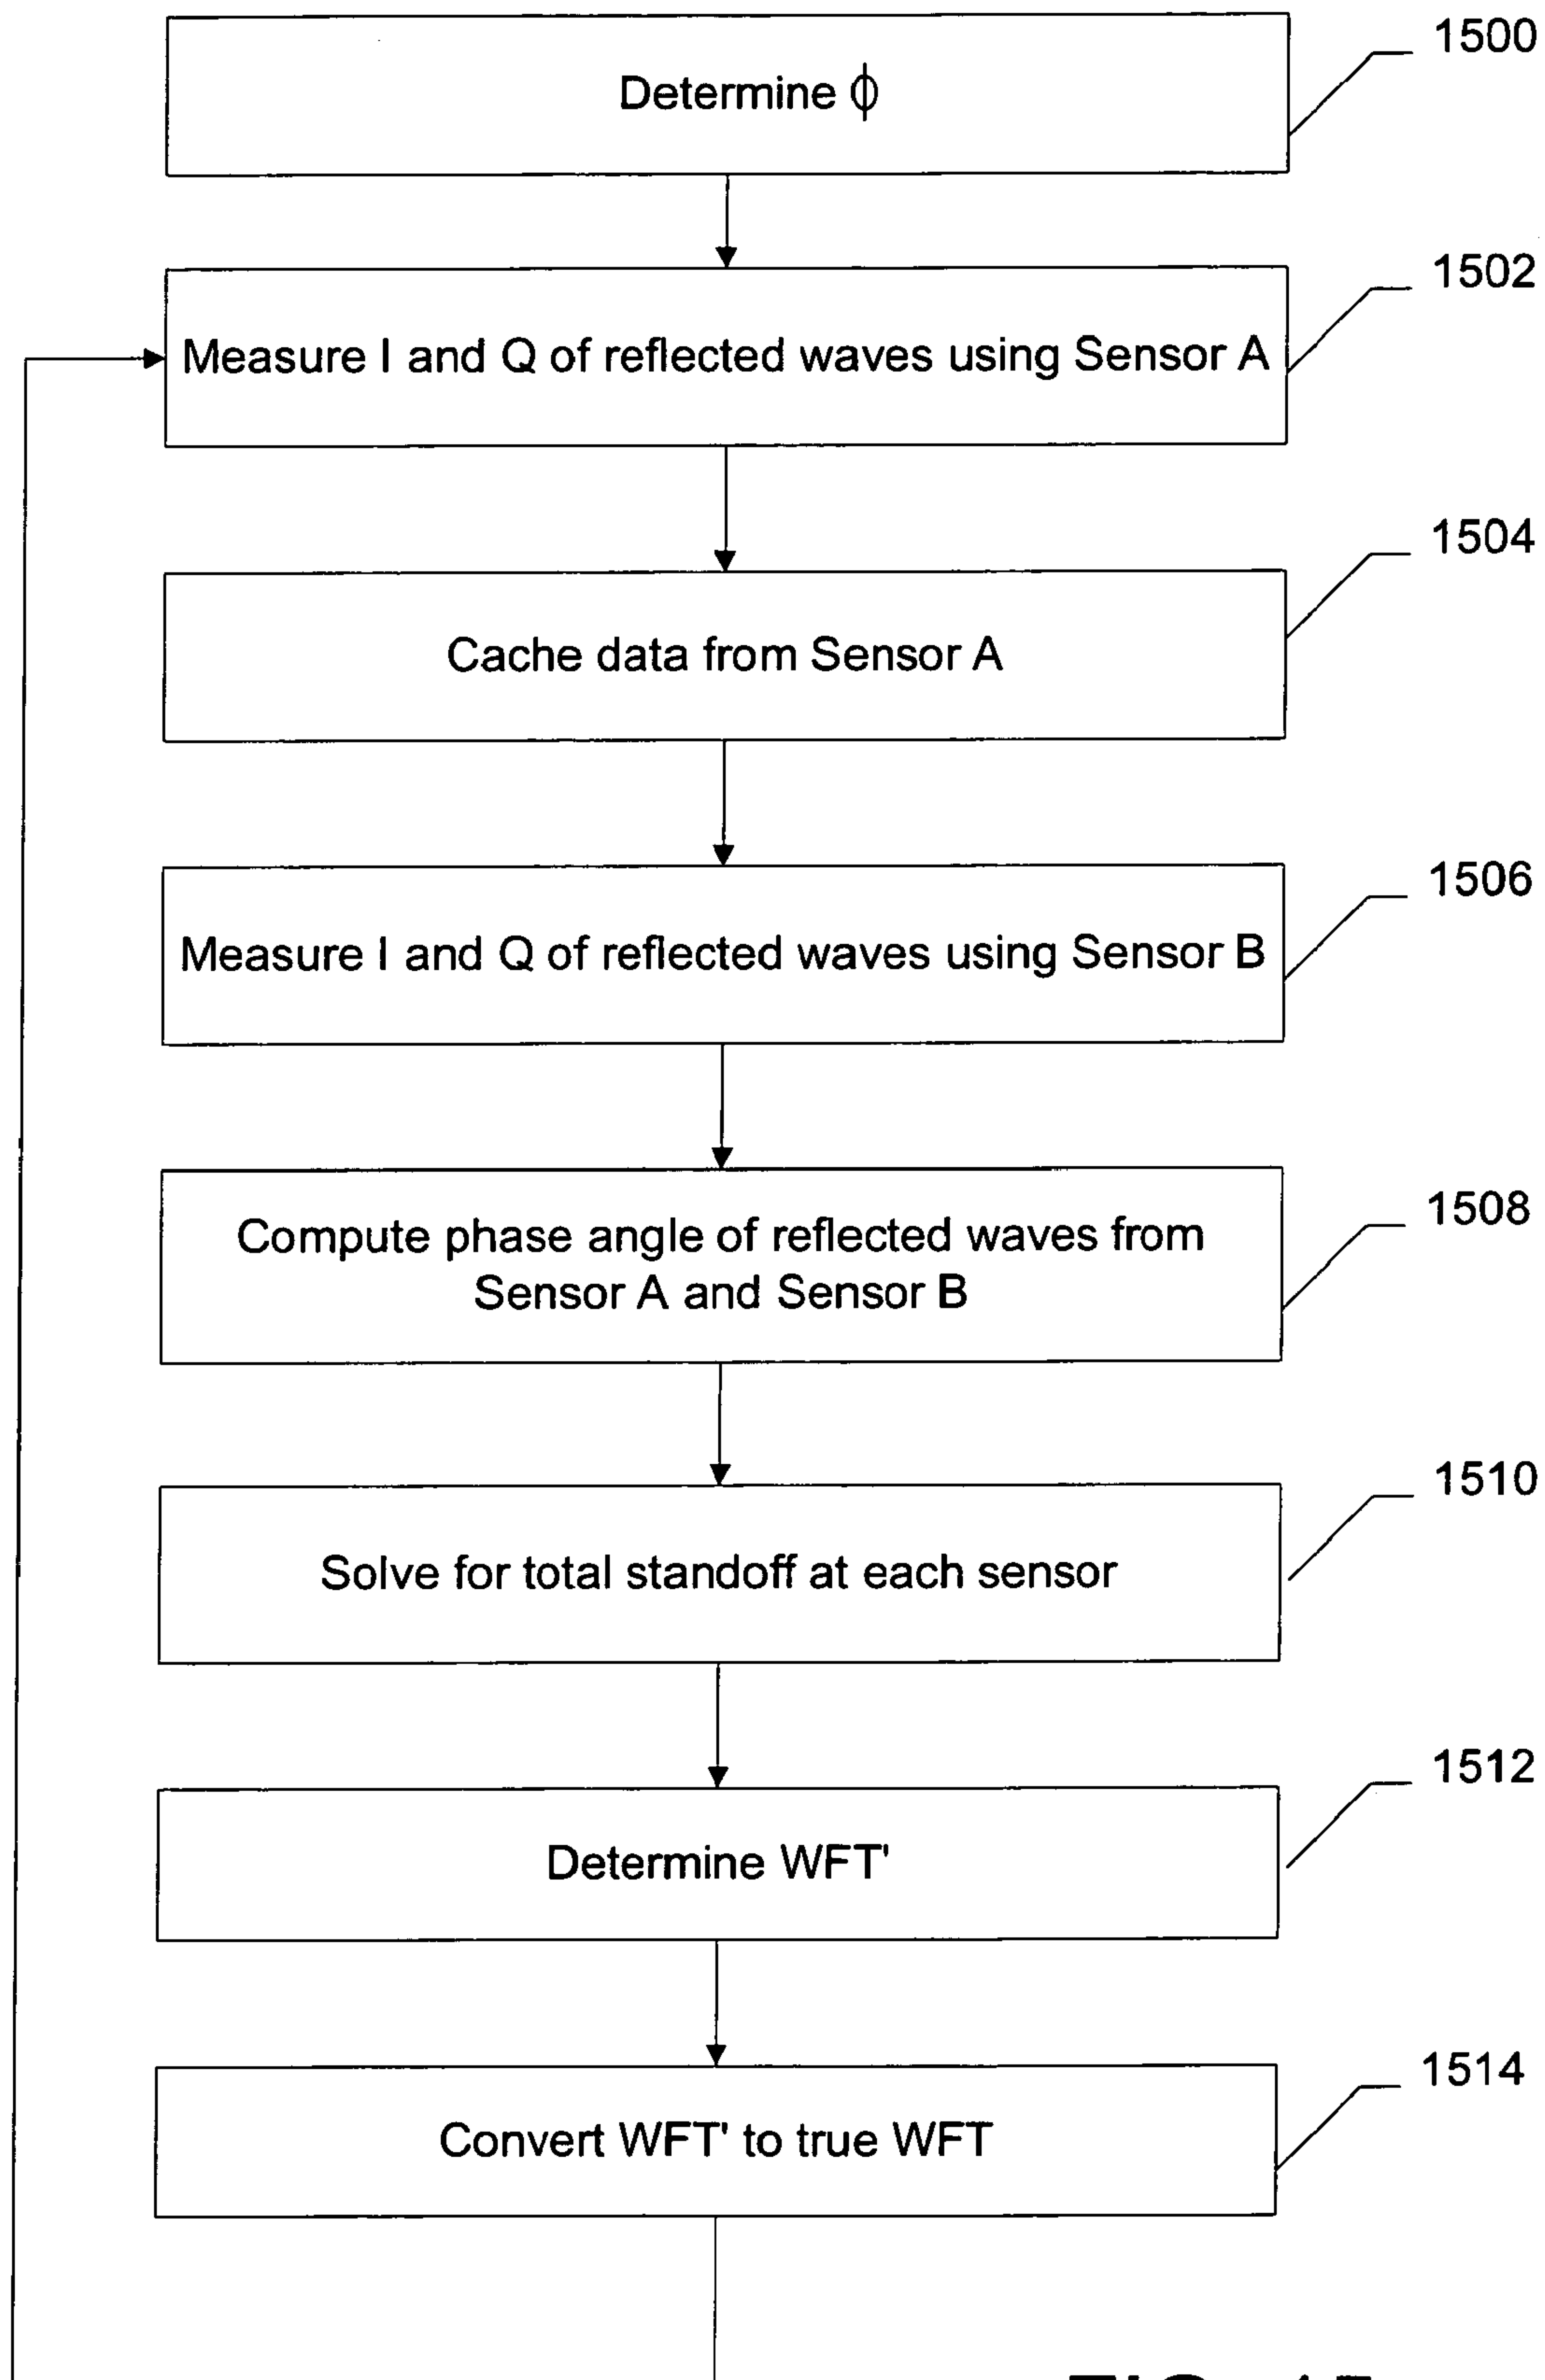 1500
Determine ϕ
1502
Measure I and Q of reflected waves using Sensor A
1504
Cache data from Sensor A
1506
Measure I and Q of reflected waves using Sensor B
1508
Compute phase angle of reflected waves from
Sensor A and Sensor B
1510
Solve for total standoff at each sensor
1512
Determine WFT'
1514
Convert WFT' to true WFT